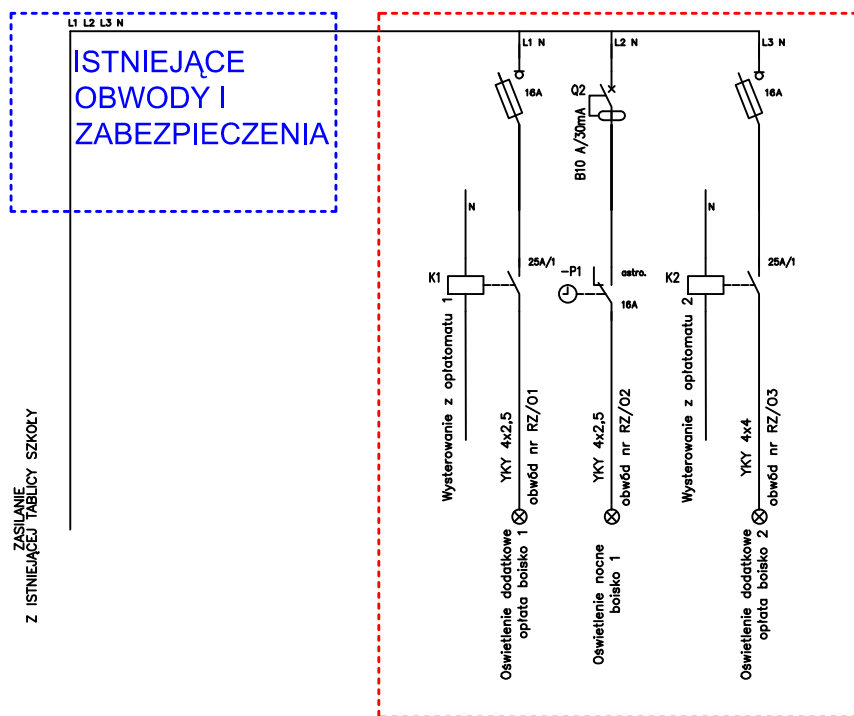 L1 L2 L3 N
ISTNIEJĄCE
OBWODY I
ZABEZPIECZENIA
ZASILANIE
Z ISTNIEJĄCEJ TABLICY SZKOŁY
L1 N
16A
N
K1
25A/1
Wysterowanie z opłatomatu 1
YKY 4x2,5
obwód nr RZ/01
Oświetlenie dodatkowe
opłata boisko 1
L2 N
Q2
B10 A/30mA
-P1
astro.
16A
YKY 4x2,5
obwód nr RZ/02
Oświetlenie nocne
boisko 1
L3 N
16A
N
K2
25A/1
Wysterowanie z opłatomatu 2
YKY 4x4
obwód nr RZ/03
Oświetlenie dodatkowe
opłata boisko 2